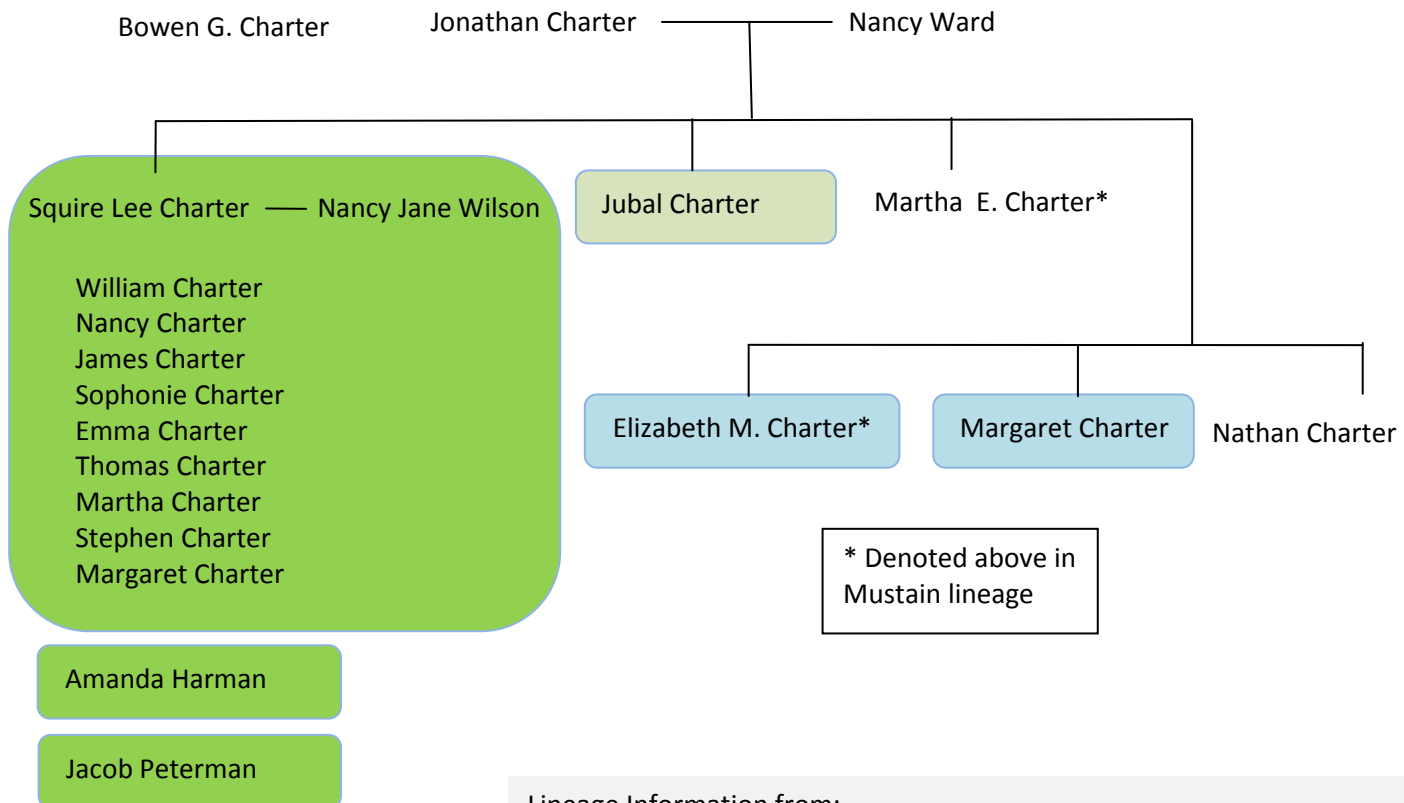 Bowen G. Charter
Jonathan Charter
Nancy Ward
Squire Lee Charter
Nancy Jane Wilson
Jubal Charter
Martha E. Charter*
William Charter
Nancy Charter
James Charter
Sophonie Charter
Emma Charter
Thomas Charter
Martha Charter
Stephen Charter
Margaret Charter
Elizabeth M. Charter*
Margaret Charter
Nathan Charter
* Denoted above in
Mustain lineage
Amanda Harman
Jacob Peterman
Lineage Information from: